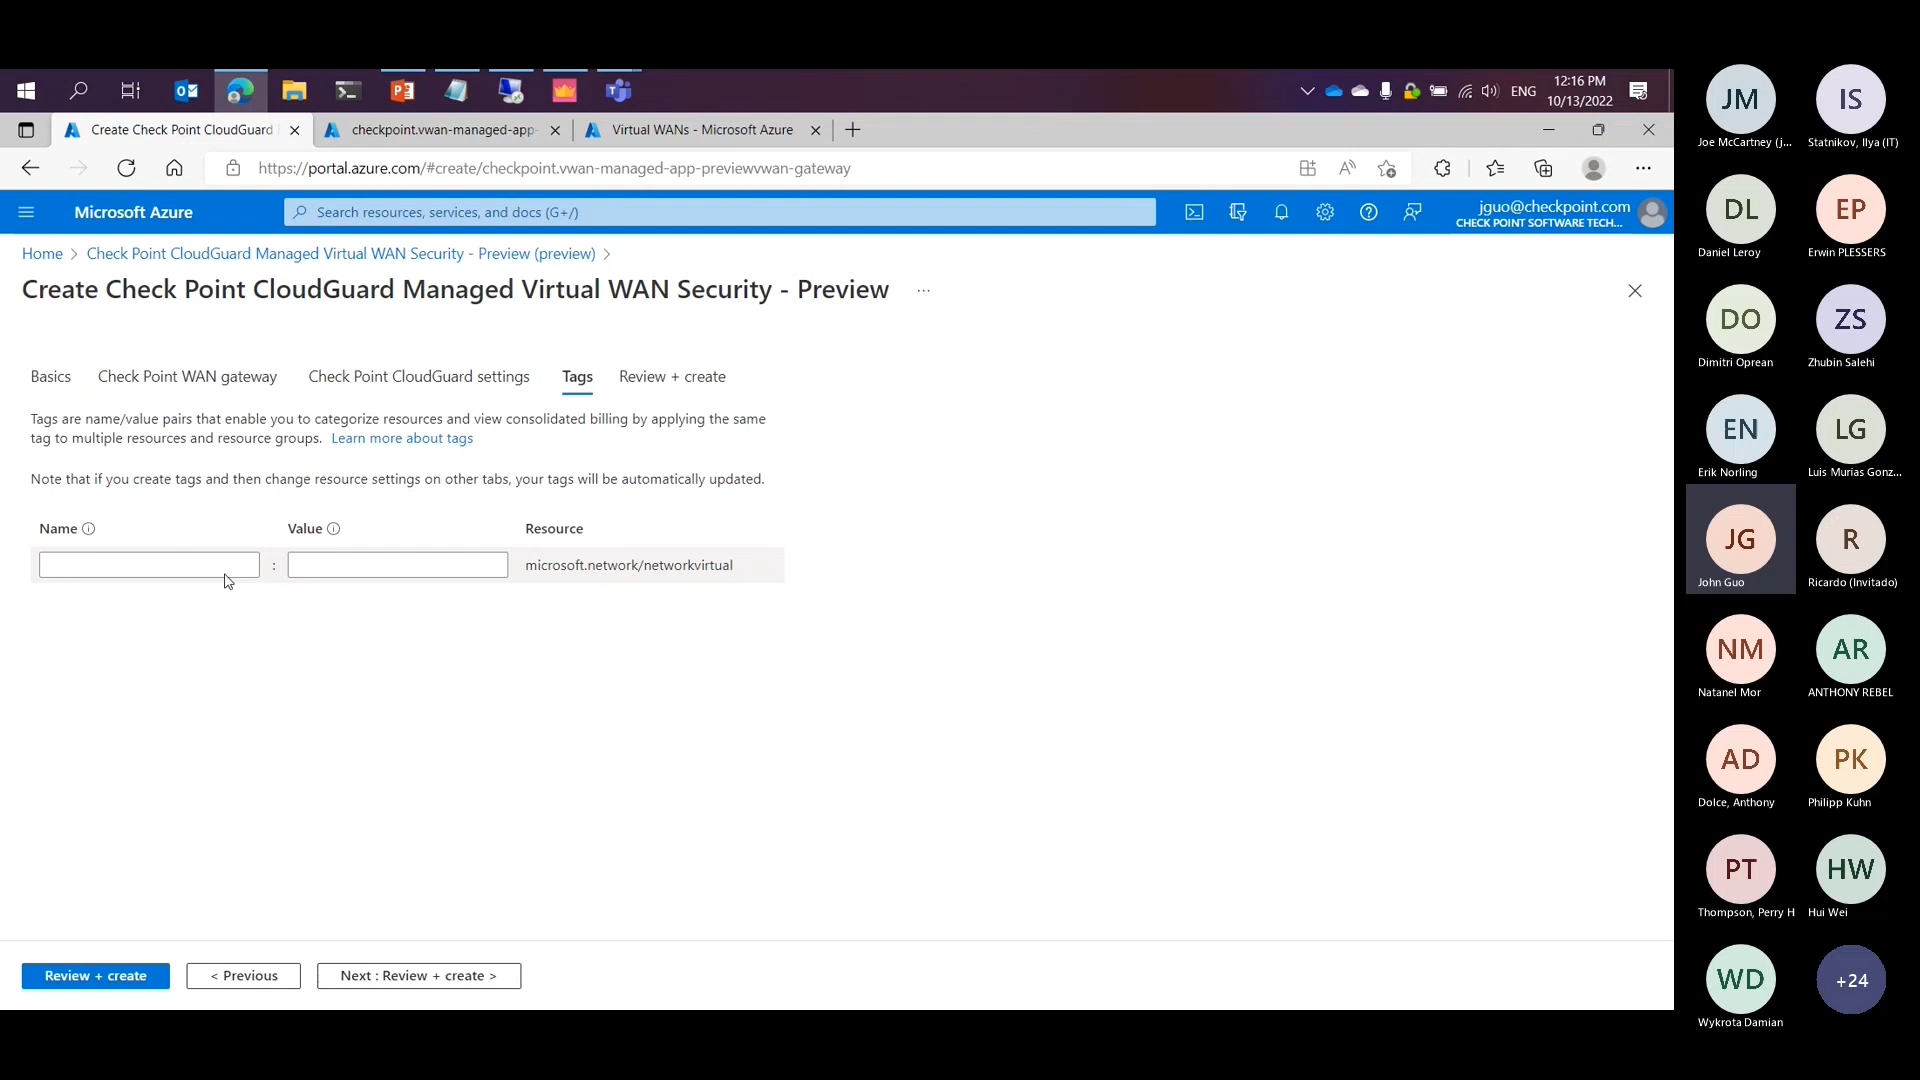 ENG
12:16 PM
10/13/2022
Create Check Point CloudGuard
checkpoint.vwan-managed-app-
Virtual WANs - Microsoft Azure
https://portal.azure.com/#create/checkpoint.vwan-managed-app-previewvwan-gateway
Microsoft Azure
Search resources, services, and docs (G+/)
jguo@checkpoint.com
CHECK POINT SOFTWARE TECH...
Home > Check Point CloudGuard Managed Virtual WAN Security - Preview (preview) >
Create Check Point CloudGuard Managed Virtual WAN Security - Preview ...
Basics Check Point WAN gateway Check Point CloudGuard settings Tags Review + create
Tags are name/value pairs that enable you to categorize resources and view consolidated billing by applying the same
tag to multiple resources and resource groups. Learn more about tags
Note that if you create tags and then change resource settings on other tabs, your tags will be automatically updated.
Name Value Resource
: microsoft.network/networkvirtual
Review + create < Previous Next : Review + create >
JM IS
Joe McCartney (j... Statnikov, Ilya (IT)
DL EP
Daniel Leroy Erwin PLESSERS
DO ZS
Dimitri Oprean Zhubin Salehi
EN LG
Erik Norling Luis Murias Gonz...
JG R
John Guo Ricardo (Invitado)
NM AR
Natanel Mor ANTHONY REBEL
AD PK
Dolce, Anthony Philipp Kuhn
PT HW
Thompson, Perry H Hui Wei
WD +24
Wykrota Damian